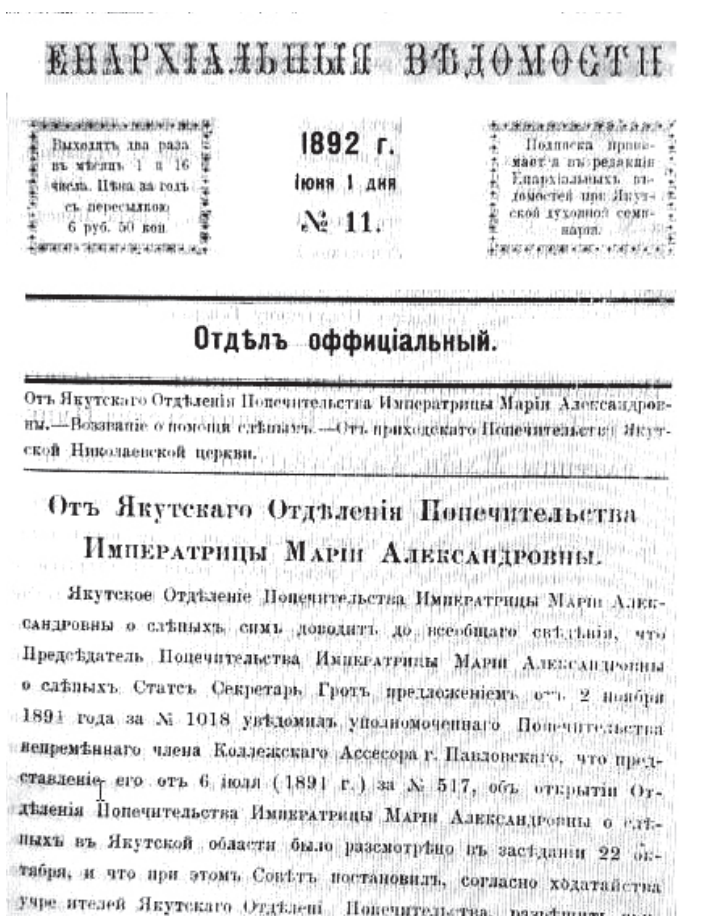 ЕПАРХІАЛЬНЫЯ ВѢДОМОСТИ
Выходятъ два раза
въ мѣсяцъ 1 и 16
числа. Цѣна за годъ
съ пересылкою
6 руб. 50 коп.
1892 г.
Іюня 1 дня
№ 11.
Подписка прини-
мается въ редакціи
Епархіальныхъ вѣ-
домостей при Якут-
ской духовной семи-
наріи.
Отдѣлъ оффиціальный.
Отъ Якутскаго Отдѣленія Попечительства Императрицы Маріи Александров-
ны.—Воззваніе о помощи слѣпымъ.—Отъ приходскаго Попечительства Якут-
ской Николаевской церкви.
Отъ Якутскаго Отдѣленія Попечительства
Императрицы Маріи Александровны.
Якутское Отдѣленіе Попечительства Императрицы Маріи Алек-
сандровны о слѣпыхъ симъ доводитъ до всеобщаго свѣдѣнія, что
Предсѣдатель Попечительства Императрицы Маріи Александровны
о слѣпыхъ Статсъ Секретарь Гротъ предложеніемъ отъ 2 ноября
1891 года за № 1018 увѣдомилъ уполномоченнаго Попечительства
непремѣннаго члена Коллежскаго Ассесора г. Павловскаго, что пред-
ставленіе его отъ 6 іюля (1891 г.) за № 517, объ открытіи От-
дѣленія Попечительства Императрицы Маріи Александровны о слѣ-
пыхъ въ Якутской области было разсмотрѣно въ засѣданіи 22 ок-
тября, и что при этомъ Совѣтъ постановилъ, согласно ходатайства
учре ителей Якутскаго Отдѣлені Попечительства,